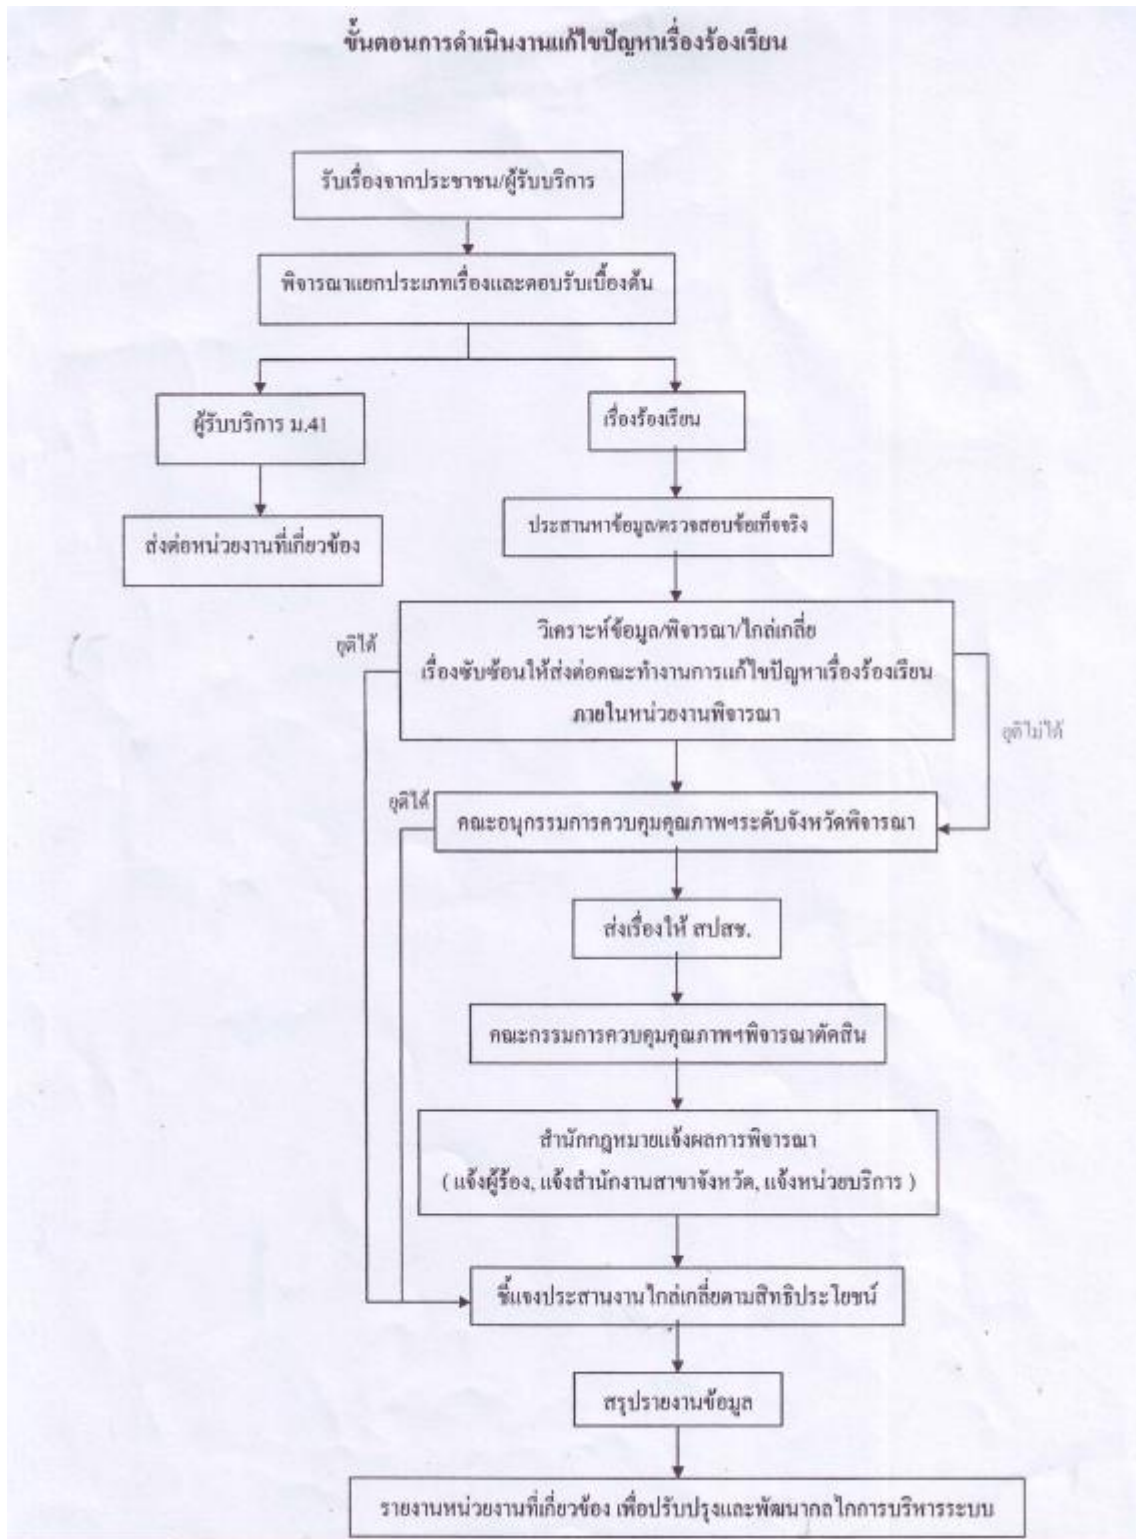 ขั้นตอนการดำเนินงานแก้ไขปัญหาเรื่องร้องเรียน
รับเรื่องจากประชาชน/ผู้รับบริการ
พิจารณาแยกประเภทเรื่องและตอบรับเบื้องต้น
ผู้รับบริการ ม.41
เรื่องร้องเรียน
ส่งต่อหน่วยงานที่เกี่ยวข้อง
ประสานหาข้อมูล/ตรวจสอบข้อเท็จจริง
ยุติได้
วิเคราะห์ข้อมูล/พิจารณา/ไกล่เกลี่ย
เรื่องซับซ้อนให้ส่งต่อคณะทำงานการแก้ไขปัญหาเรื่องร้องเรียน
ภายในหน่วยงานพิจารณา
ยุติไม่ได้
ยุติได้
คณะอนุกรรมการควบคุมคุณภาพฯระดับจังหวัดพิจารณา
ส่งเรื่องให้ สปสช.
คณะกรรมการควบคุมคุณภาพฯพิจารณาตัดสิน
สำนักกฎหมายแจ้งผลการพิจารณา
( แจ้งผู้ร้อง, แจ้งสำนักงานสาขาจังหวัด, แจ้งหน่วยบริการ )
ชี้แจงประสานงานไกล่เกลี่ยตามสิทธิประโยชน์
สรุปรายงานข้อมูล
รายงานหน่วยงานที่เกี่ยวข้อง เพื่อปรับปรุงและพัฒนากลไกการบริหารระบบ